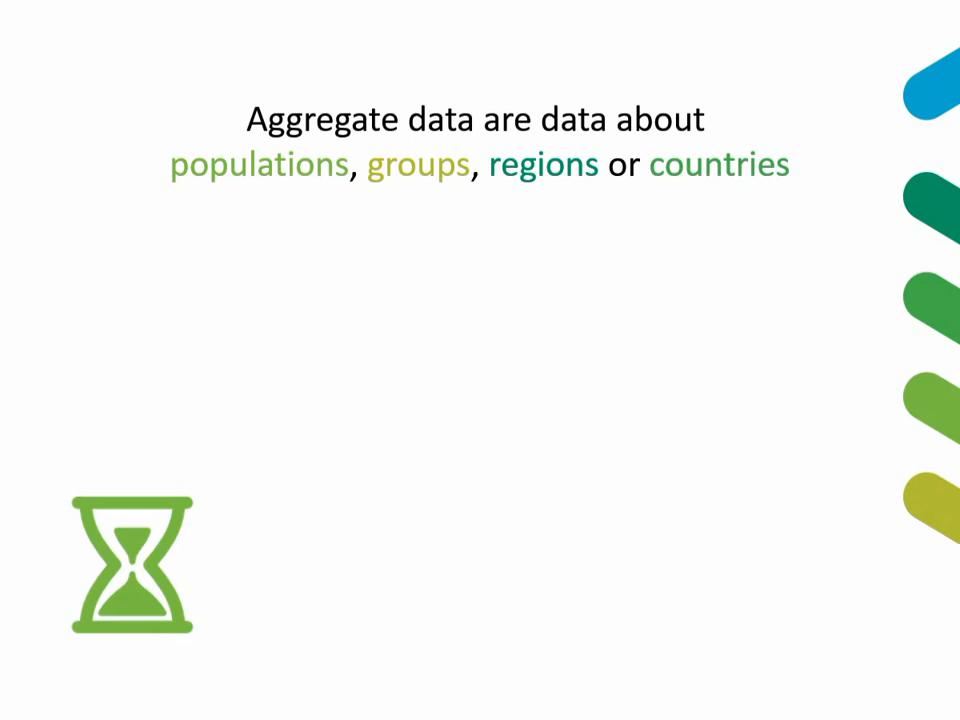 Aggregate data are data about
populations, groups, regions or countries